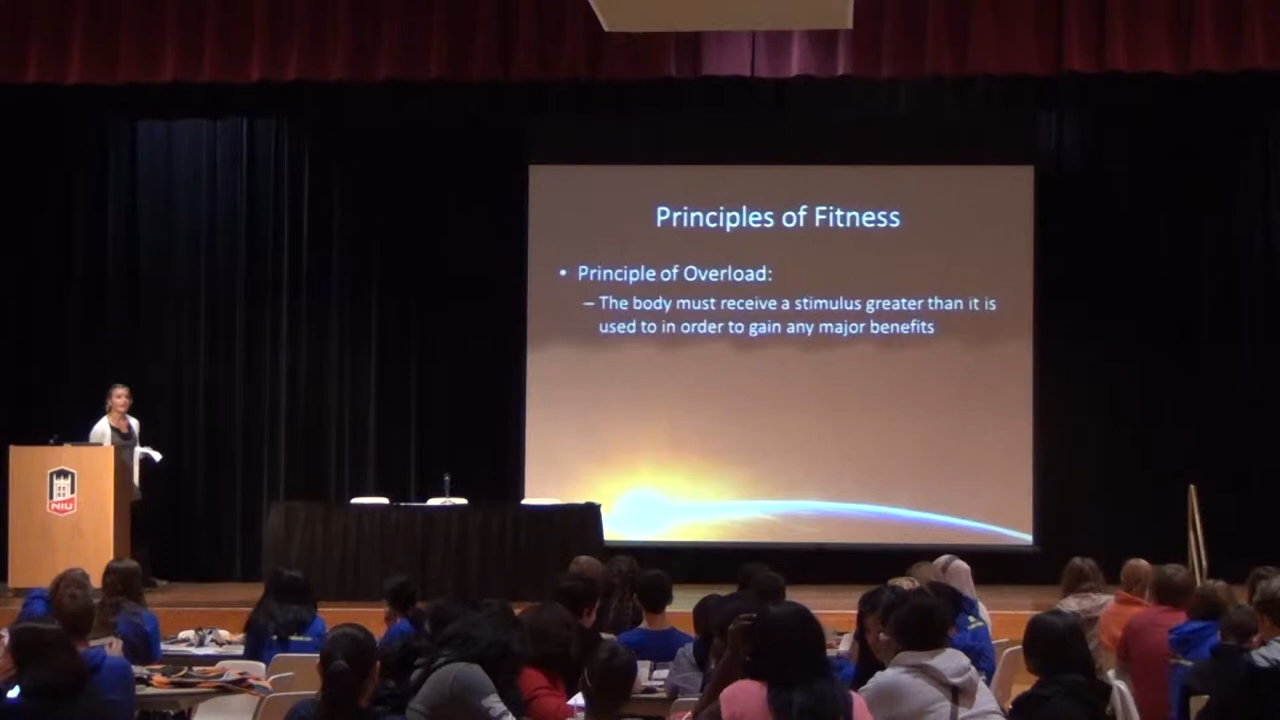 Principles of Fitness
• Principle of Overload:
– The body must receive a stimulus greater than it is
used to in order to gain any major benefits
NIU